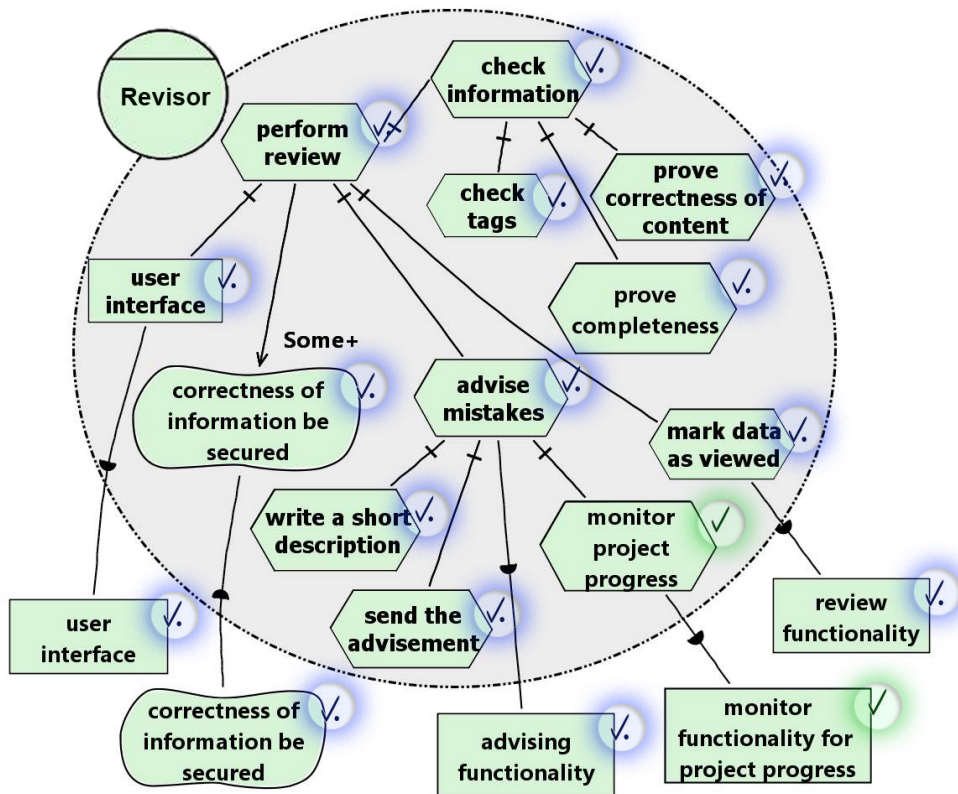 Revisor
check
information
perform
review
check
tags
prove
correctness of
content
user
interface
prove
completeness
Some+
correctness of
information be
secured
advise
mistakes
mark data
as viewed
write a short
description
monitor
project
progress
send the
advisement
user
interface
review
functionality
correctness of
information be
secured
advising
functionality
monitor
functionality for
project progress